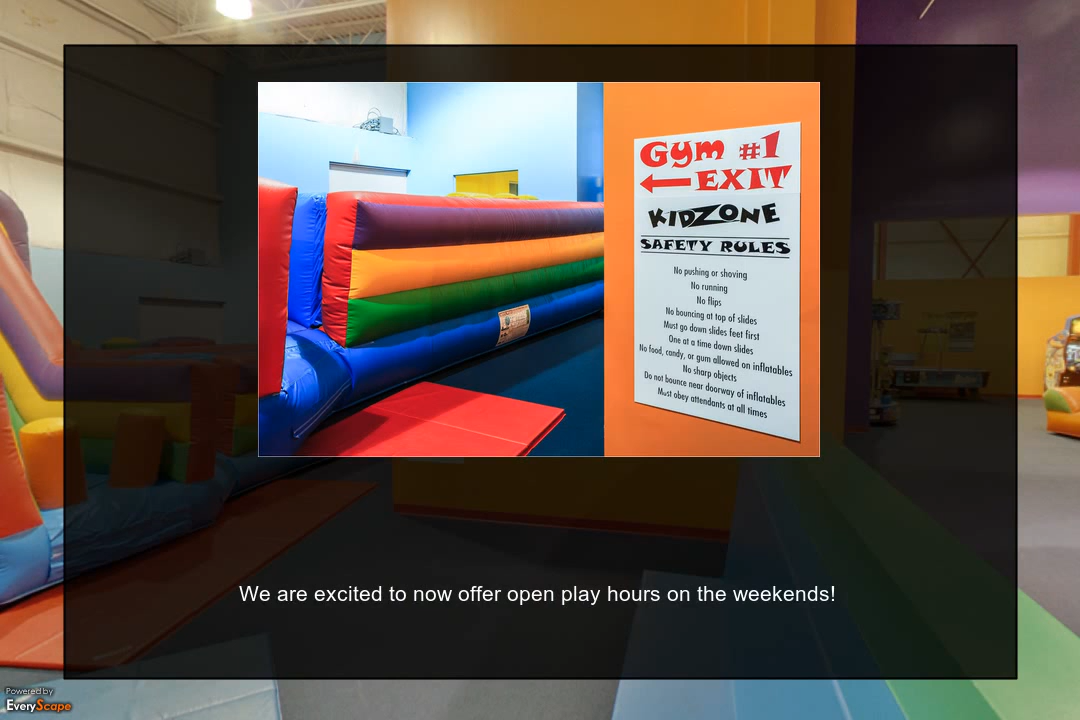 Gym #1
EXIT
KIDZONE
SAFETY RULES
No pushing or shoving
No running
No flips
No bouncing at top of slides
Must go down slides feet first
One at a time down slides
No food, candy, or gum allowed on inflatables
No sharp objects
Do not bounce near doorway of inflatables
Must obey attendants at all times
We are excited to now offer open play hours on the weekends!
Powered by
EveryScape